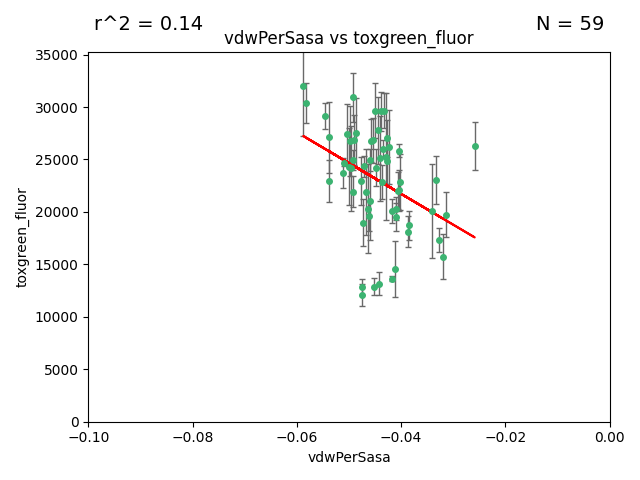 r^2 = 0.14
N = 59
vdwPerSasa vs toxgreen_fluor
35000
30000
25000
20000
15000
10000
5000
0
toxgreen_fluor
−0.10
−0.08
−0.06
−0.04
−0.02
0.00
vdwPerSasa